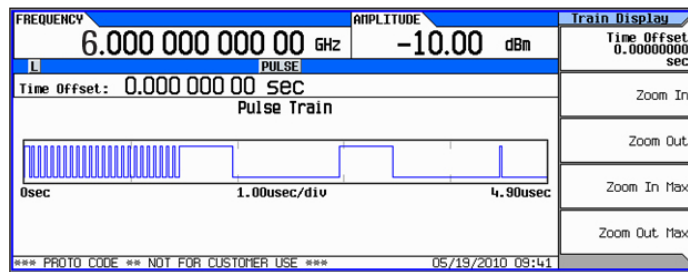 FREQUENCY
AMPLITUDE
Train Display
6.000 000 000 00 GHz
-10.00 dBm
Time Offset
0.00000000
sec
L
PULSE
Time Offset: 0.000 000 00 sec
Zoom In
Pulse Train
Zoom Out
0sec
1.00usec/div
4.90usec
Zoom In Max
Zoom Out Max
*** PROTO CODE ** NOT FOR CUSTOMER USE ***
05/19/2010 09:41